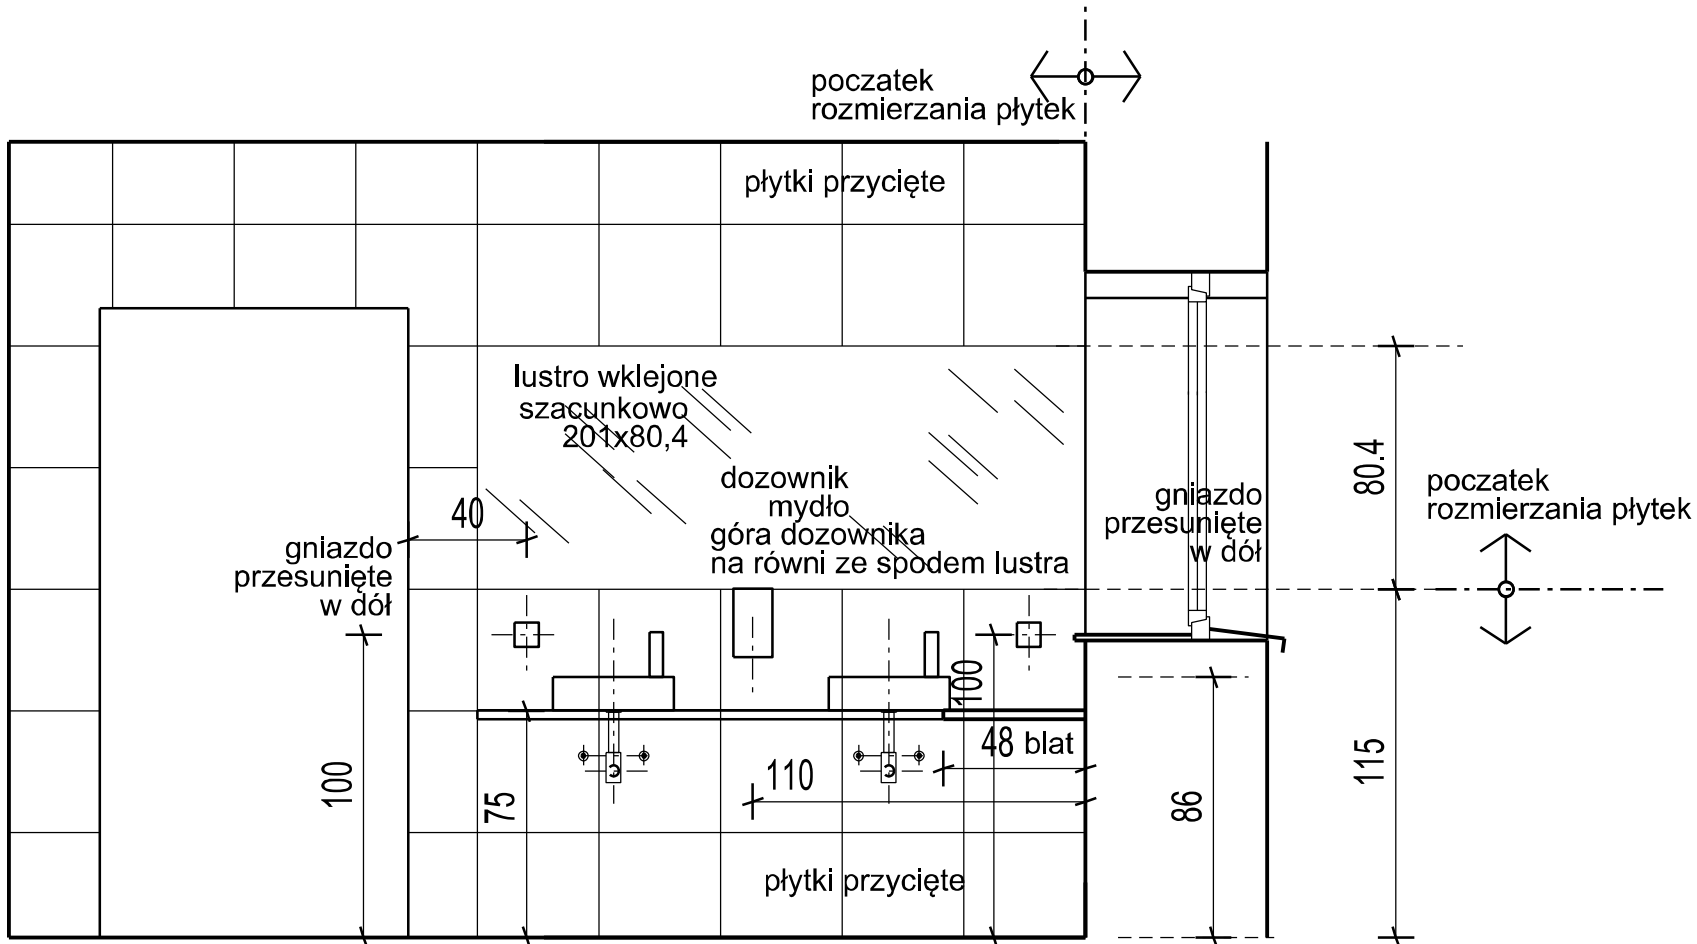 poczatek
rozmierzania płytek
płytki przycięte
lustro wklejone
szacunkowo
201x80,4
dozownik
mydło
góra dozownika
na równi ze spodem lustra
40
gniazdo
przesunięte
w dół
gniazdo
przesunięte
w dół
80.4
poczatek
rozmierzania płytek
100
100
75
110
48 blat
86
115
płytki przycięte